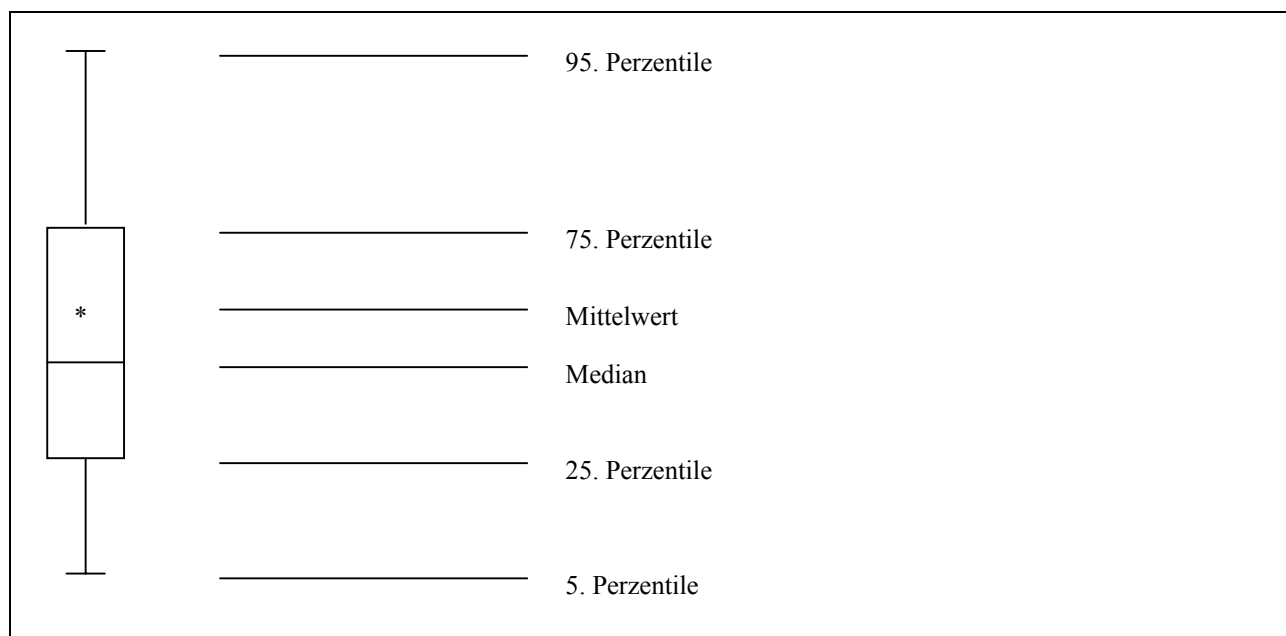 95. Perzentile
75. Perzentile
*
Mittelwert
Median
25. Perzentile
5. Perzentile